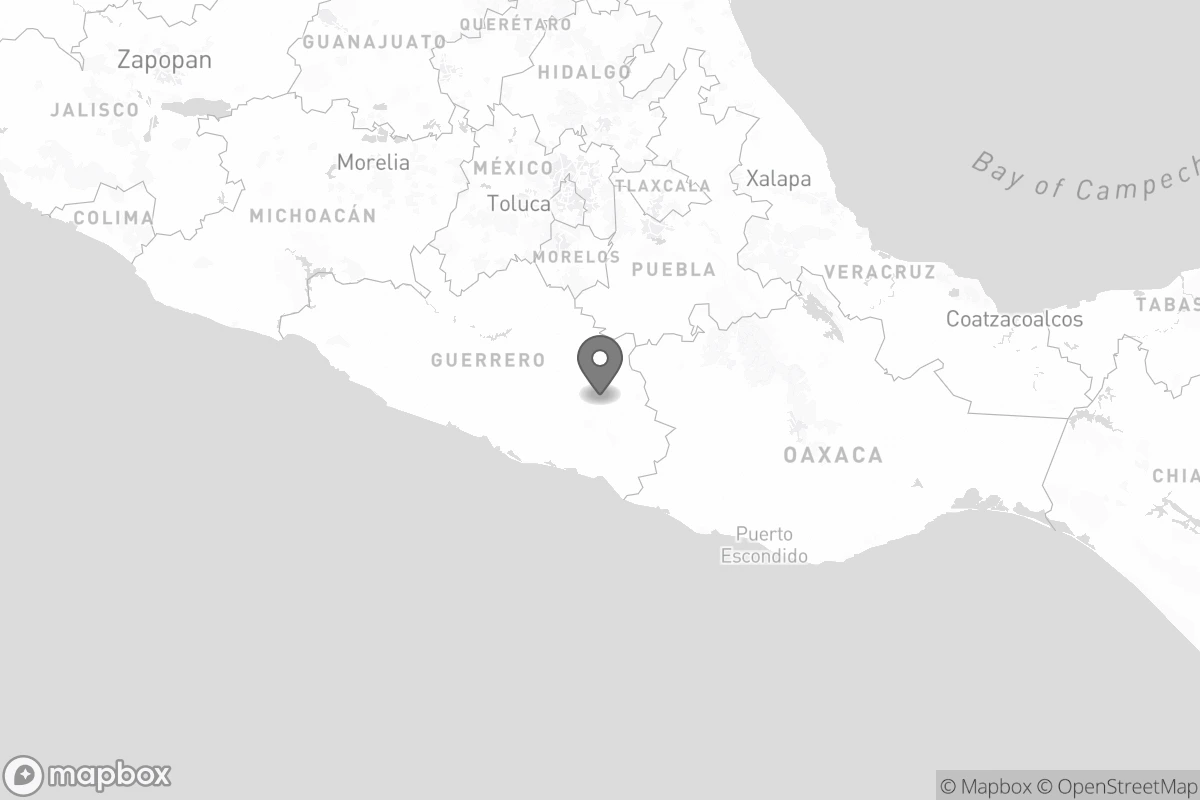 QUERÉTARO
GUANAJUATO
Zapopan
HIDALGO
JALISCO
Morelia
MÉXICO
TLAXCALA
Xalapa
Bay of Campech
Toluca
COLIMA
MICHOACÁN
MORELOS
PUEBLA
VERACRUZ
TABAS
Coatzacoalcos
GUERRERO
OAXACA
CHIA
Puerto
Escondido
mapbox
© Mapbox © OpenStreetMap